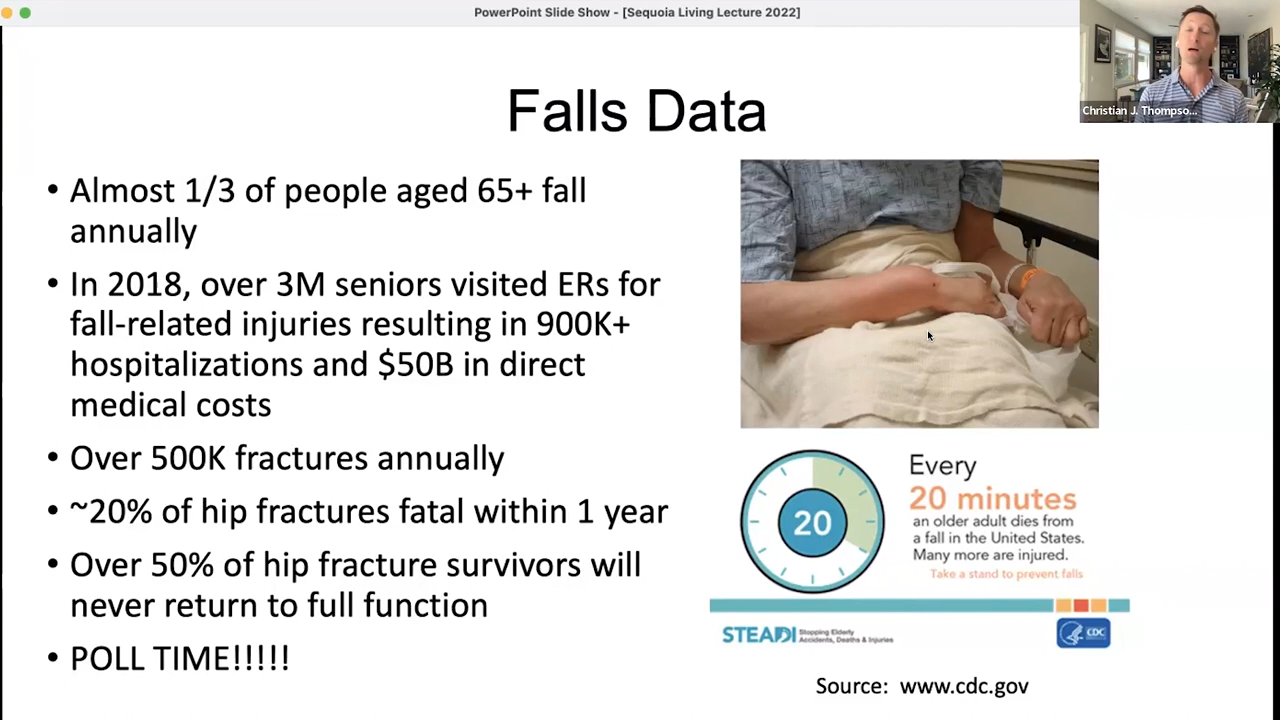 PowerPoint Slide Show - [Sequoia Living Lecture 2022]
Christian J. Thompso...
Falls Data
• Almost 1/3 of people aged 65+ fall
annually
• In 2018, over 3M seniors visited ERs for
fall-related injuries resulting in 900K+
hospitalizations and $50B in direct
medical costs
• Over 500K fractures annually
• ~20% of hip fractures fatal within 1 year
• Over 50% of hip fracture survivors will
never return to full function
• POLL TIME!!!!!
20
Every
20 minutes
an older adult dies from
a fall in the United States.
Many more are injured.
Take a stand to prevent falls
STEADI Stopping Elderly
Accidents, Deaths & Injuries
CDC
Source: www.cdc.gov